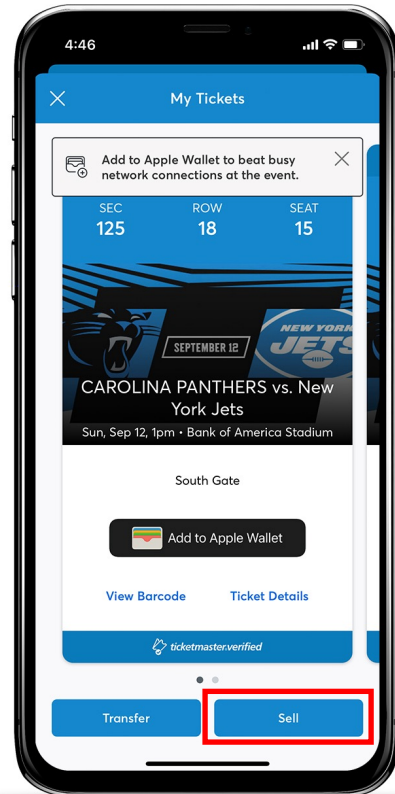 4:46
My Tickets
Add to Apple Wallet to beat busy
network connections at the event.
SEC ROW SEAT
125 18 15
SEPTEMBER 12
NEW YORK
JETS
CAROLINA PANTHERS vs. New
York Jets
Sun, Sep 12, 1pm • Bank of America Stadium
South Gate
Add to Apple Wallet
View Barcode Ticket Details
ticketmaster.verified
Transfer Sell